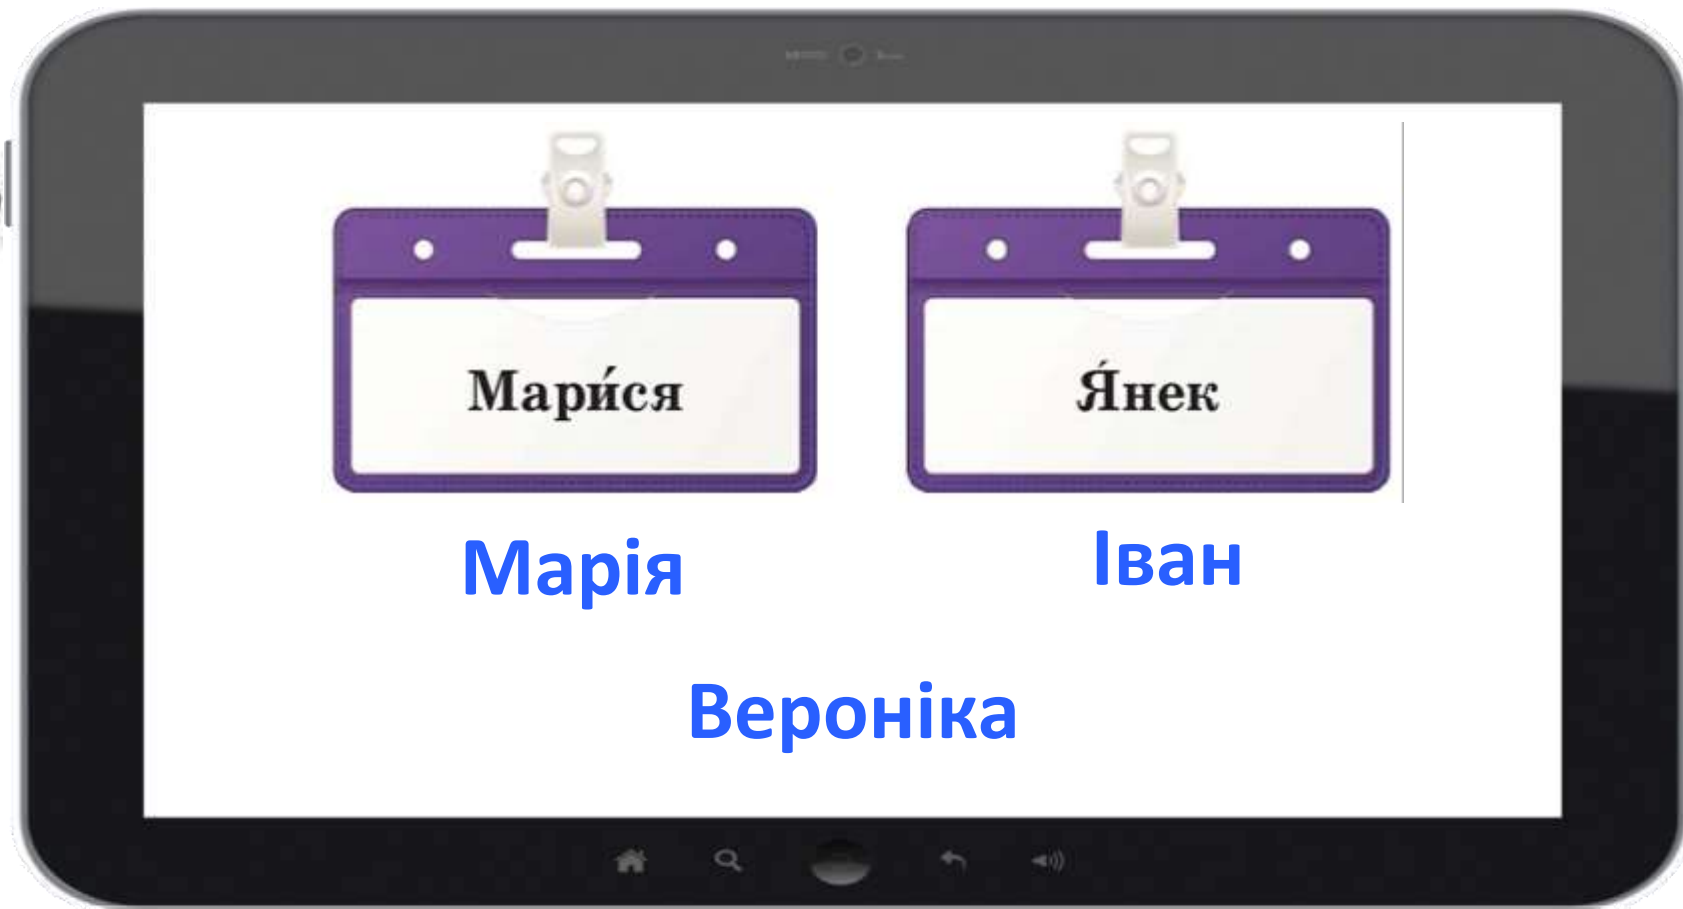 Мари́ся
Я́нек
Марія
Іван
Вероніка